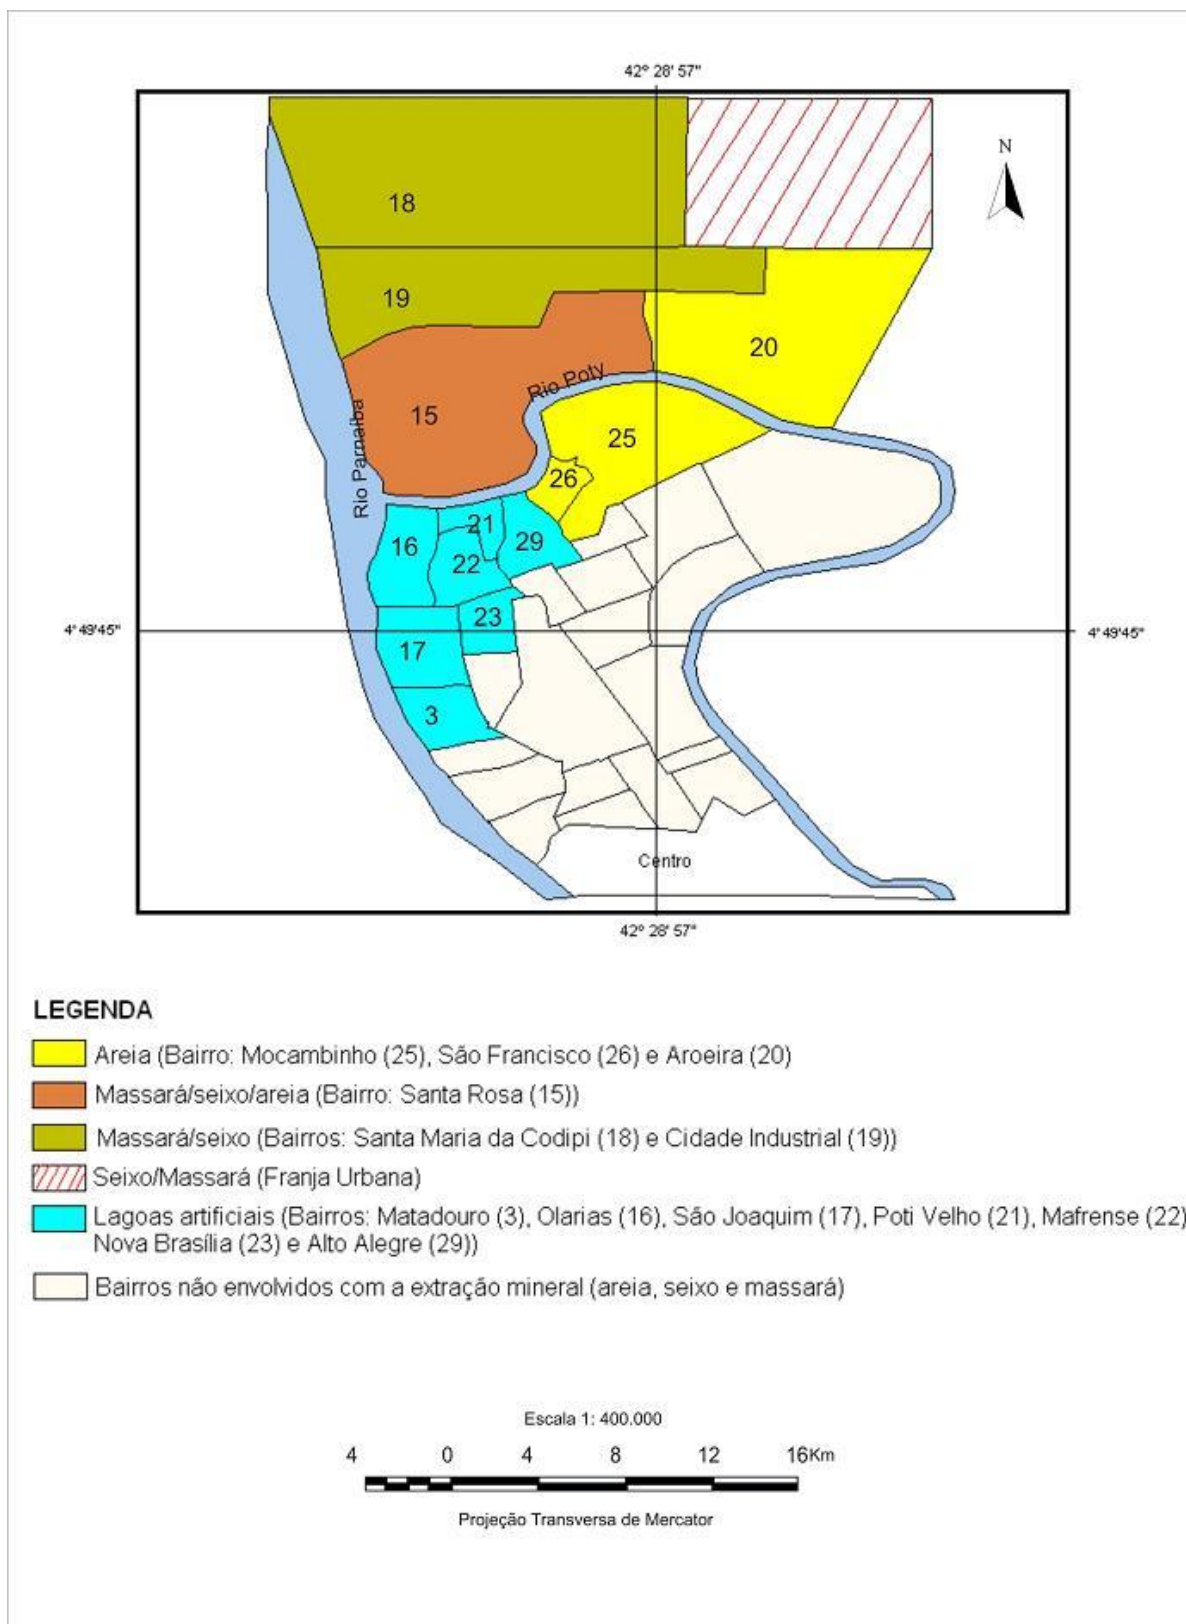 42° 28' 57"
N
18
19
20
Rio Poty
15
25
Rio Parnaíba
26
21
16
29
22
23
4° 49'45"
4° 49'45"
17
3
Centro
42° 28' 57"
LEGENDA
Areia (Bairro: Mocambinho (25), São Francisco (26) e Aroeira (20)
Massará/seixo/areia (Bairro: Santa Rosa (15))
Massará/seixo (Bairros: Santa Maria da Codipi (18) e Cidade Industrial (19))
Seixo/Massará (Franja Urbana)
Lagoas artificiais (Bairros: Matadouro (3), Olarias (16), São Joaquim (17), Poti Velho (21), Mafrense (22)
Nova Brasília (23) e Alto Alegre (29))
Bairros não envolvidos com a extração mineral (areia, seixo e massará)
Escala 1: 400.000
4 0 4 8 12 16Km
Projeção Transversa de Mercator